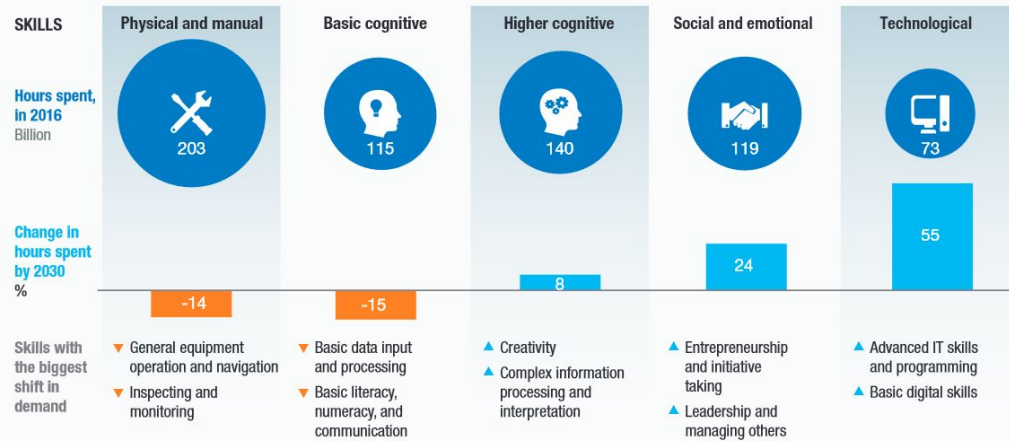 SKILLS
Physical and manual
Basic cognitive
Higher cognitive
Social and emotional
Technological
Hours spent,
in 2016
Billion
203
115
140
119
73
Change in
hours spent
by 2030
%
-14
-15
8
24
55
Skills with
the biggest
shift in
demand
General equipment
operation and navigation
Inspecting and
monitoring
Basic data input
and processing
Basic literacy,
numeracy, and
communication
Creativity
Complex information
processing and
interpretation
Entrepreneurship
and initiative
taking
Leadership and
managing others
Advanced IT skills
and programming
Basic digital skills